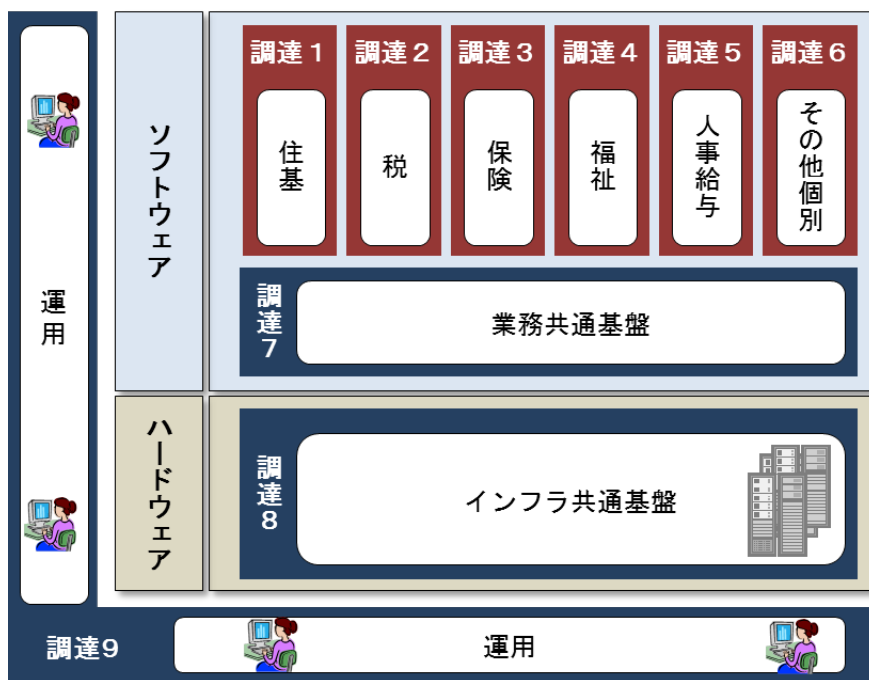 運用
ソフトウェア
調達1
住基
調達2
税
調達3
保険
調達4
福祉
調達5
人事給与
調達6
その他個別
調達7
業務共通基盤
ハードウェア
調達8
インフラ共通基盤
調達9
運用